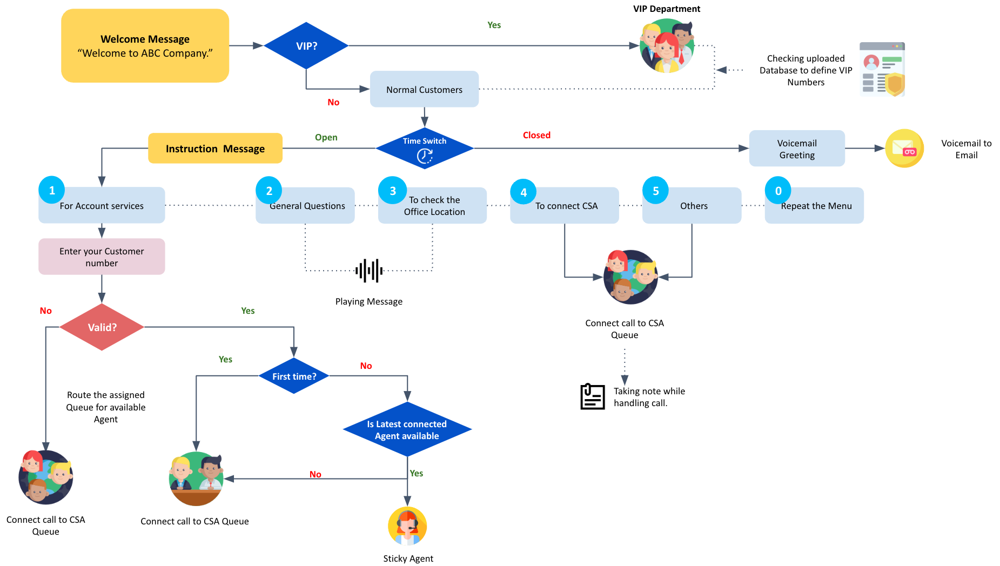 VIP Department
Welcome Message
“Welcome to ABC Company.”
VIP?
Yes
No
Normal Customers
Checking uploaded
Database to define VIP
Numbers
Instruction  Message
Open
Time Switch
Closed
Voicemail
Greeting
Voicemail to
Email
1
For Account services
2
General Questions
3
To check the
Office Location
4
To connect CSA
5
Others
0
Repeat the Menu
Enter your Customer
number
Playing Message
Connect call to CSA
Queue
Taking note while
handling call.
No
Valid?
Yes
Yes
First time?
No
Route the assigned
Queue for available
Agent
Is Latest connected
Agent available
No
Yes
Connect call to CSA
Queue
Connect call to CSA Queue
Sticky Agent